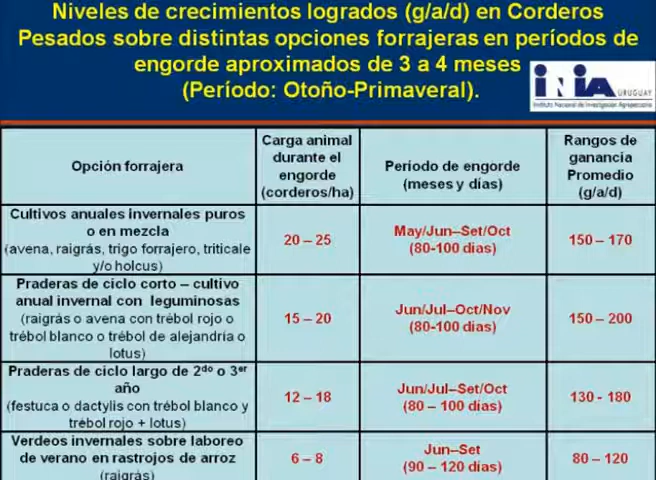 Niveles de crecimientos logrados (g/a/d) en Corderos
Pesados sobre distintas opciones forrajeras en períodos de
engorde aproximados de 3 a 4 meses
(Período: Otoño-Primaveral).
INIA
URUGUAY
Instituto Nacional de Investigación Agropecuaria
Opción forrajera
Carga animal
durante el
engorde
(corderos/ha)
Período de engorde
(meses y días)
Rangos de
ganancia
Promedio
(g/a/d)
Cultivos anuales invernales puros
o en mezcla
(avena, raigrás, trigo forrajero, triticale
y/o holcus)
20 – 25
May/Jun–Set/Oct
(80-100 días)
150 – 170
Praderas de ciclo corto – cultivo
anual invernal con leguminosas
(raigrás o avena con trébol rojo o
trébol blanco o trébol de alejandría o
lotus)
15 – 20
Jun/Jul–Oct/Nov
(80-100 días)
150 – 200
Praderas de ciclo largo de 2do o 3er
año
(festuca o dactylis con trébol blanco y
trébol rojo + lotus)
12 – 18
Jun/Jul–Set/Oct
(80 – 100 días)
130 - 180
Verdeos invernales sobre laboreo
de verano en rastrojos de arroz
(raigrás)
6 – 8
Jun–Set
(90 – 120 días)
80 – 120